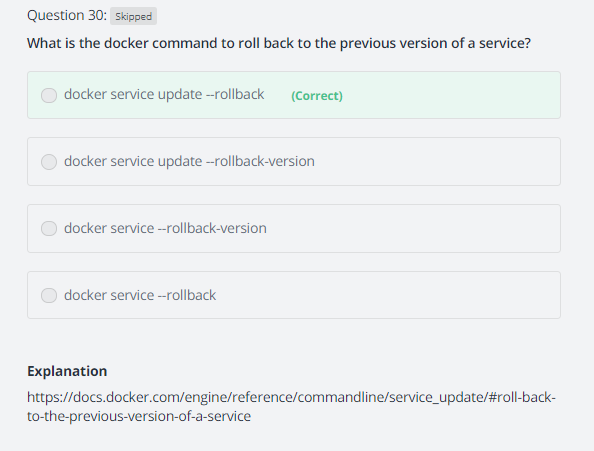 Question 30: Skipped
What is the docker command to roll back to the previous version of a service?
docker service update --rollback (Correct)
docker service update --rollback-version
docker service --rollback-version
docker service --rollback
Explanation
https://docs.docker.com/engine/reference/commandline/service_update/#roll-back-
to-the-previous-version-of-a-service